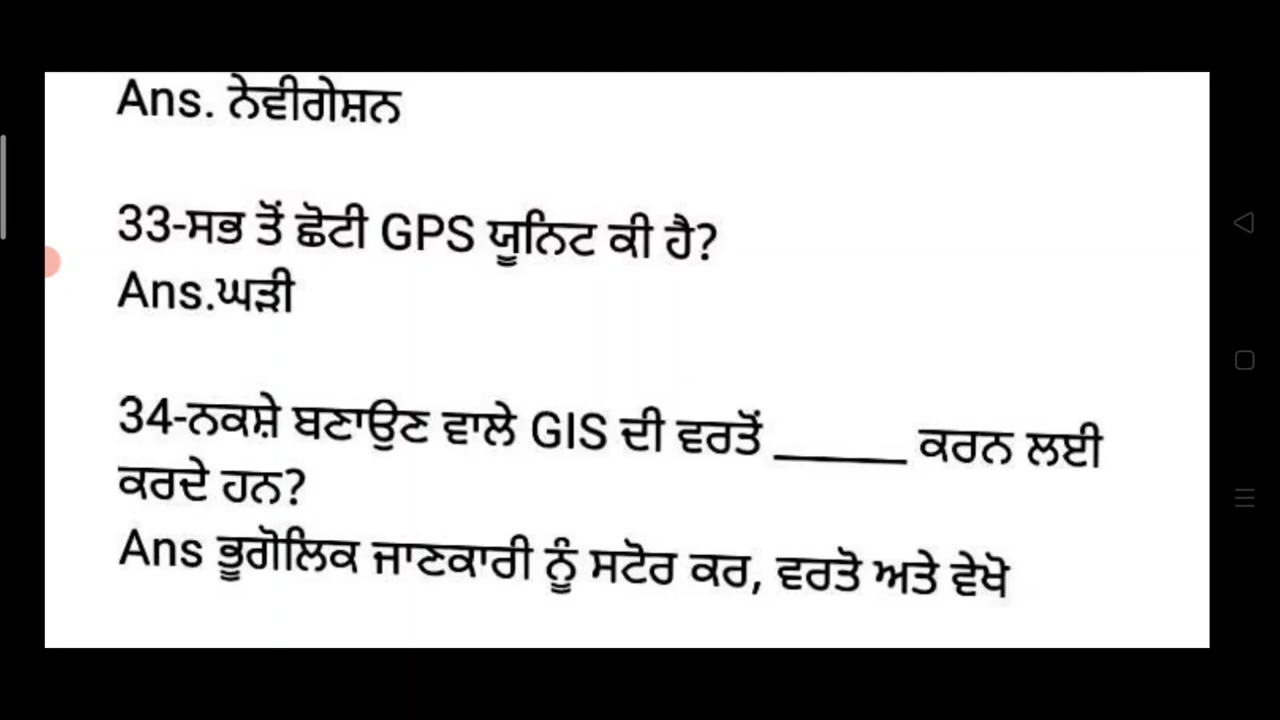 Ans. ਨੇਵੀਗੇਸ਼ਨ
33-ਸਭ ਤੋਂ ਛੋਟੀ GPS ਯੂਨਿਟ ਕੀ ਹੈ?
Ans.ਘੜੀ
34-ਨਕਸ਼ੇ ਬਣਾਉਣ ਵਾਲੇ GIS ਦੀ ਵਰਤੋਂ ______ ਕਰਨ ਲਈ
ਕਰਦੇ ਹਨ?
Ans ਭੂਗੋਲਿਕ ਜਾਣਕਾਰੀ ਨੂੰ ਸਟੋਰ ਕਰ, ਵਰਤੋ ਅਤੇ ਵੇਖੋ